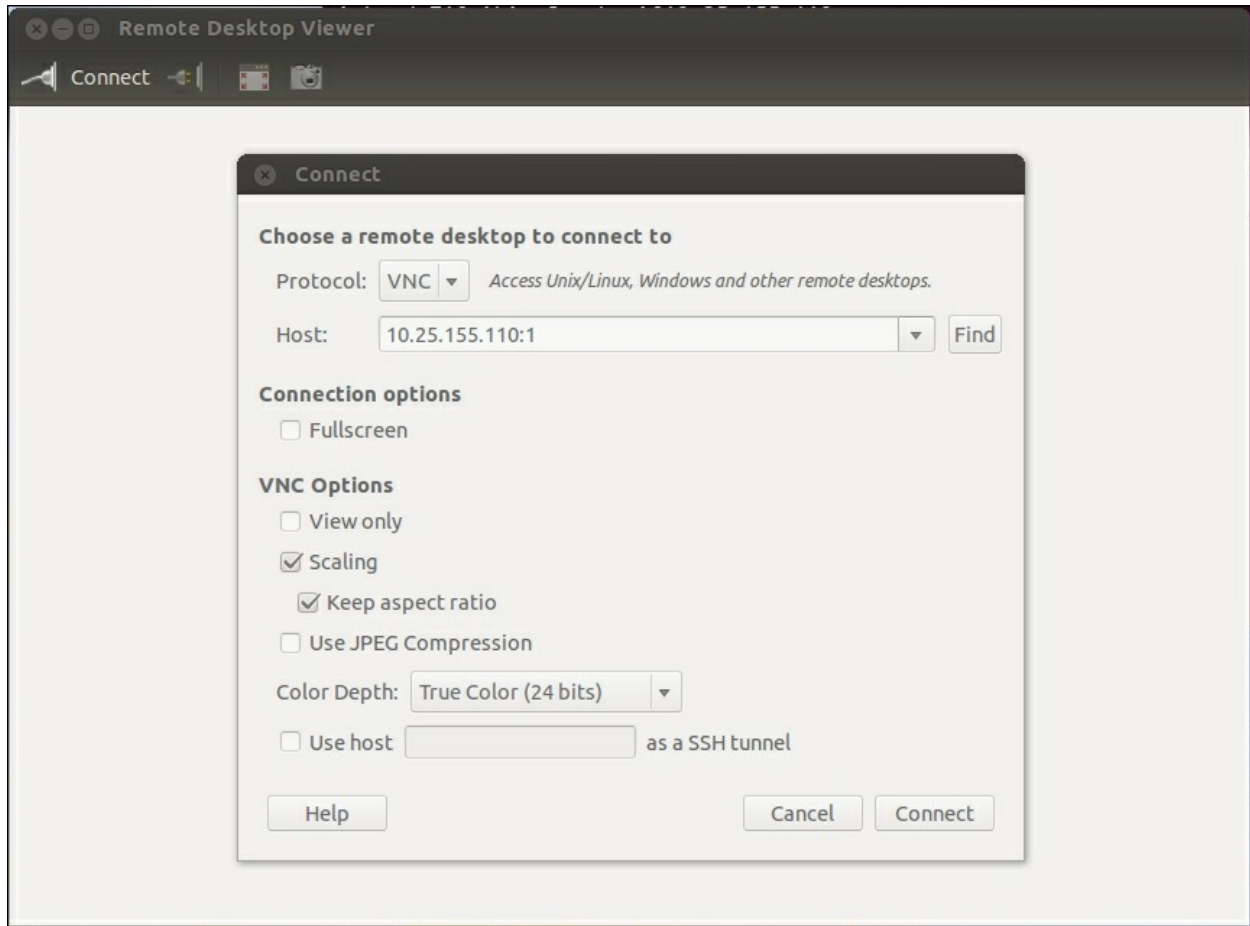 Remote Desktop Viewer
Connect
Connect
Choose a remote desktop to connect to
Protocol: VNC Access Unix/Linux, Windows and other remote desktops.
Host: 10.25.155.110:1 Find
Connection options
Fullscreen
VNC Options
View only
Scaling
Keep aspect ratio
Use JPEG Compression
Color Depth: True Color (24 bits)
Use host as a SSH tunnel
Help Cancel Connect